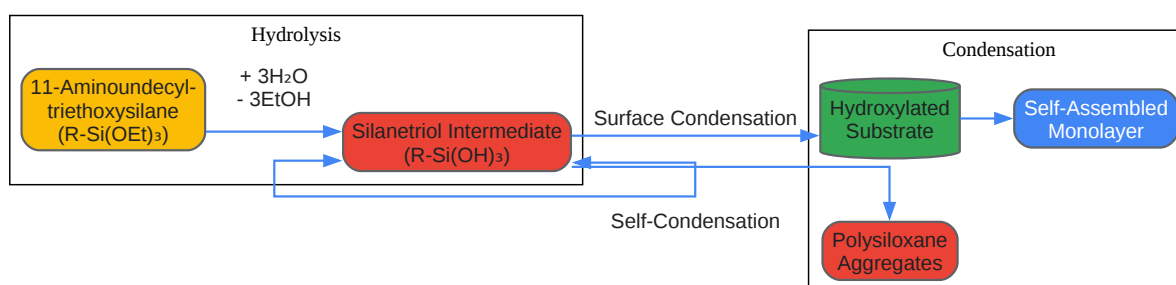 Hydrolysis
11-Aminoundecyl-
triethoxysilane
(R-Si(OEt)₃)
+ 3H₂O
- 3EtOH
Silanetriol Intermediate
(R-Si(OH)₃)
Surface Condensation
Self-Condensation
Condensation
Hydroxylated
Substrate
Self-Assembled
Monolayer
Polysiloxane
Aggregates